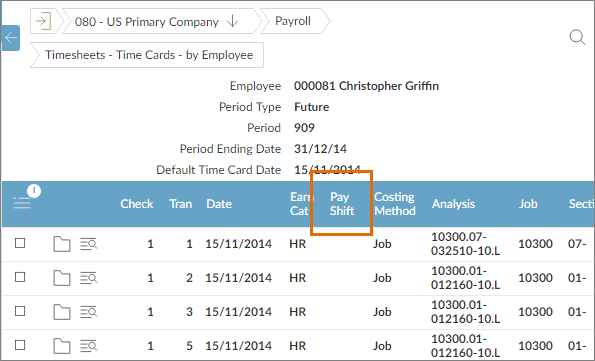 080 - US Primary Company Payroll
Timesheets - Time Cards - by Employee
Employee 000081 Christopher Griffin
Period Type Future
Period 909
Period Ending Date 31/12/14
Default Time Card Date 15/11/2014
1
Check Tran Date Earn Cat Pay Shift Costing Method Analysis Job Secti
1 1 15/11/2014 HR Job 10300.07-032510-10.L 10300 07-
1 2 15/11/2014 HR Job 10300.01-012160-10.L 10300 01-
1 3 15/11/2014 HR Job 10300.01-012160-10.L 10300 01-
1 5 15/11/2014 HR Job 10300.01-012160-10.L 10300 01-